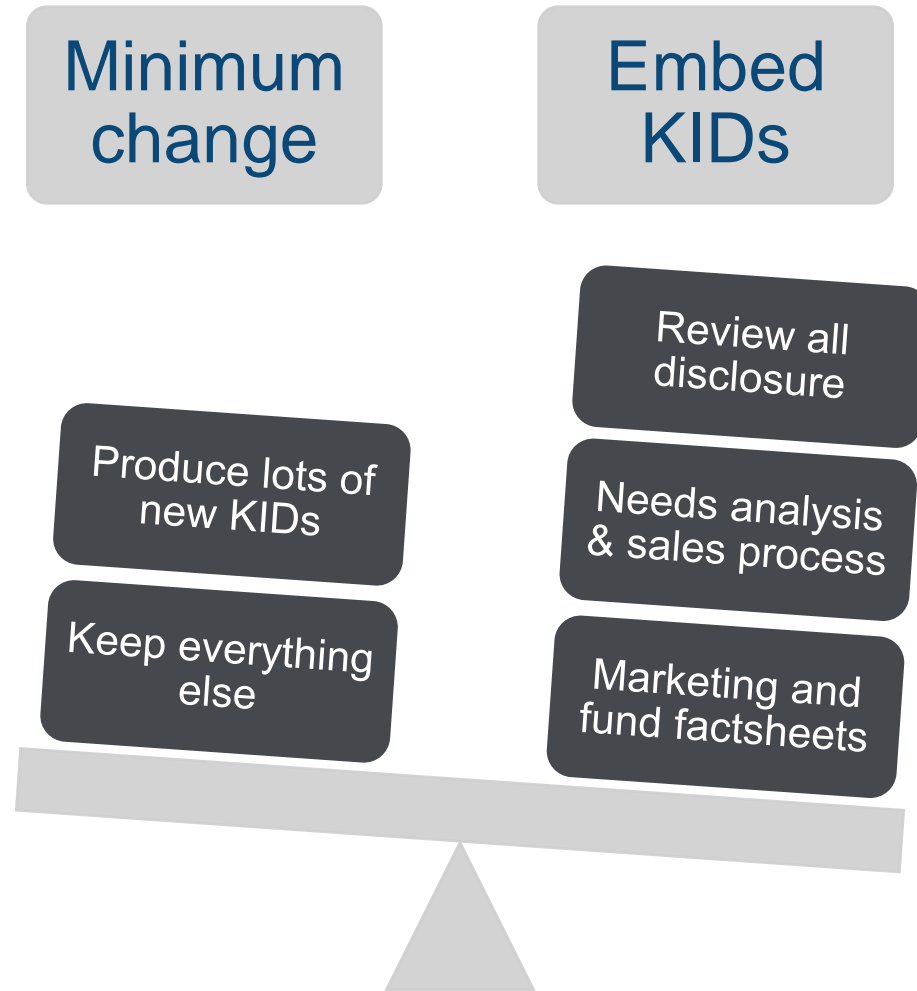 Minimum
change
Embed
KIDs
Produce lots of
new KIDs
Keep everything
else
Review all
disclosure
Needs analysis
& sales process
Marketing and
fund factsheets